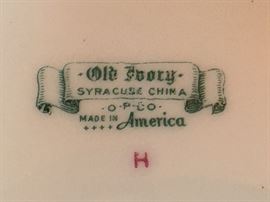 ·Old Ivory·
SYRACUSE CHINA
·O·P·CO·
MADE IN America
++++
H